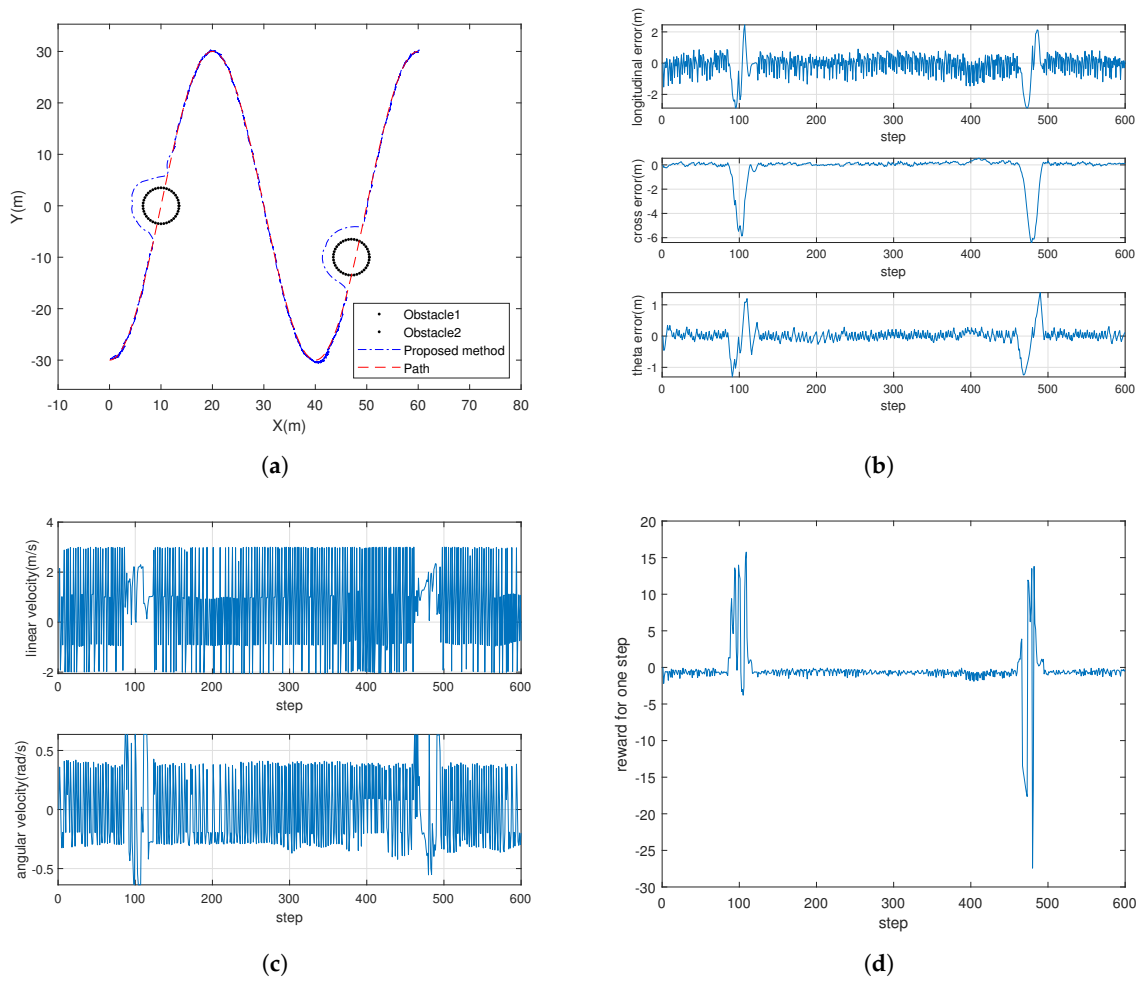 30
20
10
0
-10
-20
-30
Y(m)
-10 0 10 20 30 40 50 60 70 80
X(m)
Obstacle1
Obstacle2
Proposed method
Path
(a)
2
0
-2
longitudinal error(m)
0 100 200 300 400 500 600
step
0
-2
-4
-6
cross error(m)
0 100 200 300 400 500 600
step
1
0
-1
theta error(m)
0 100 200 300 400 500 600
step
(b)
4
2
0
-2
linear velocity(m/s)
0 100 200 300 400 500 600
step
0.5
0
-0.5
angular velocity(rad/s)
0 100 200 300 400 500 600
step
(c)
20
15
10
5
0
-5
-10
-15
-20
-25
-30
reward for one step
0 100 200 300 400 500 600
step
(d)